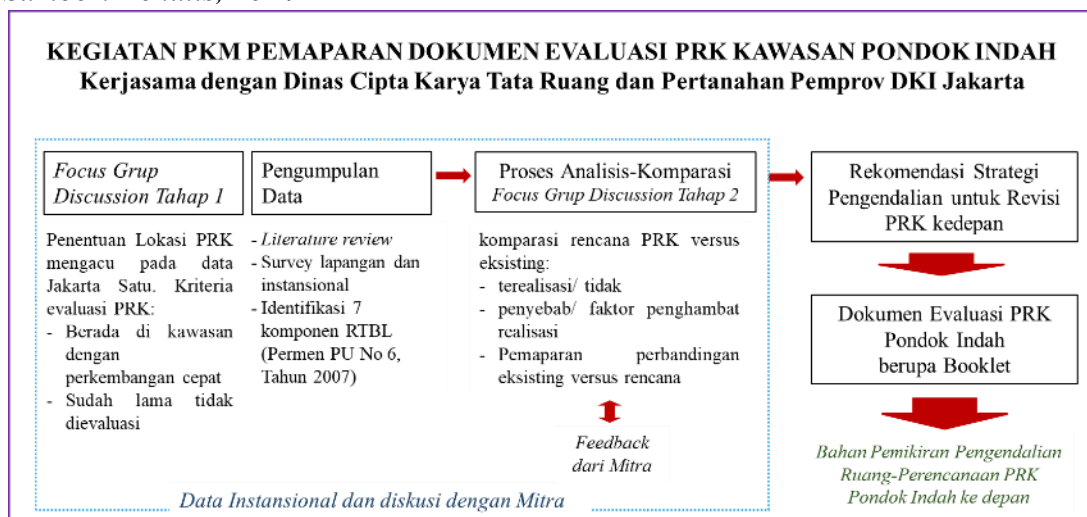 KEGIATAN PKM PEMAPARAN DOKUMEN EVALUASI PRK KAWASAN PONDOK INDAH
Kerjasama dengan Dinas Cipta Karya Tata Ruang dan Pertanahan Pemprov DKI Jakarta
Focus Grup
Discussion Tahap 1
Penentuan Lokasi PRK
mengacu pada data
Jakarta Satu. Kriteria
evaluasi PRK:
- Berada di kawasan
dengan
perkembangan cepat
- Sudah lama tidak
dievaluasi
Pengumpulan
Data
- Literature review
- Survey lapangan dan
instansional
- Identifikasi 7
komponen RTBL
(Permen PU No 6,
Tahun 2007)
Proses Analisis-Komparasi
Focus Grup Discussion Tahap 2
komparasi rencana PRK versus
eksisting:
- terealisasi/ tidak
- penyebab/ faktor penghambat
realisasi
- Pemaparan perbandingan
eksisting versus rencana
Feedback
dari Mitra
Data Instansional dan diskusi dengan Mitra
Rekomendasi Strategi
Pengendalian untuk Revisi
PRK kedepan
Dokumen Evaluasi PRK
Pondok Indah
berupa Booklet
Bahan Pemikiran Pengendalian
Ruang-Perencanaan PRK
Pondok Indah ke depan